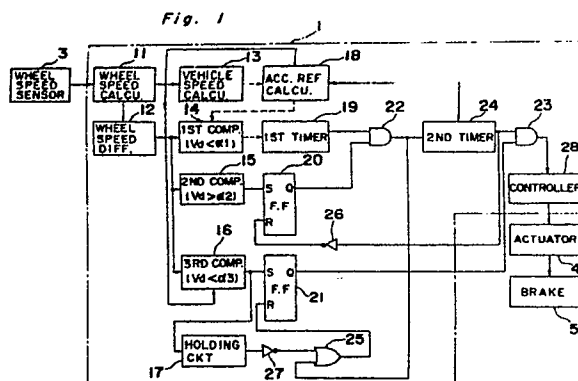 Fig. 1
1
3
11
13
18
WHEEL
SPEED
SENSOR
WHEEL
SPEED
CALCU.
VEHICLE
SPEED
CALCU.
ACC. REF
CALCU.
12
14
19
22
24
23
WHEEL
SPEED
DIFF.
1ST COMP.
(Vd<α1)
1ST TIMER
2ND TIMER
15
20
28
2ND COMP.
(Vd>α2)
S Q
F.F
R
CONTROLLER
16
26
ACTUATOR
4
3RD COMP.
(Vd<α3)
S Q
F.F
R
21
BRAKE
5
17
HOLDING
CKT
27
25